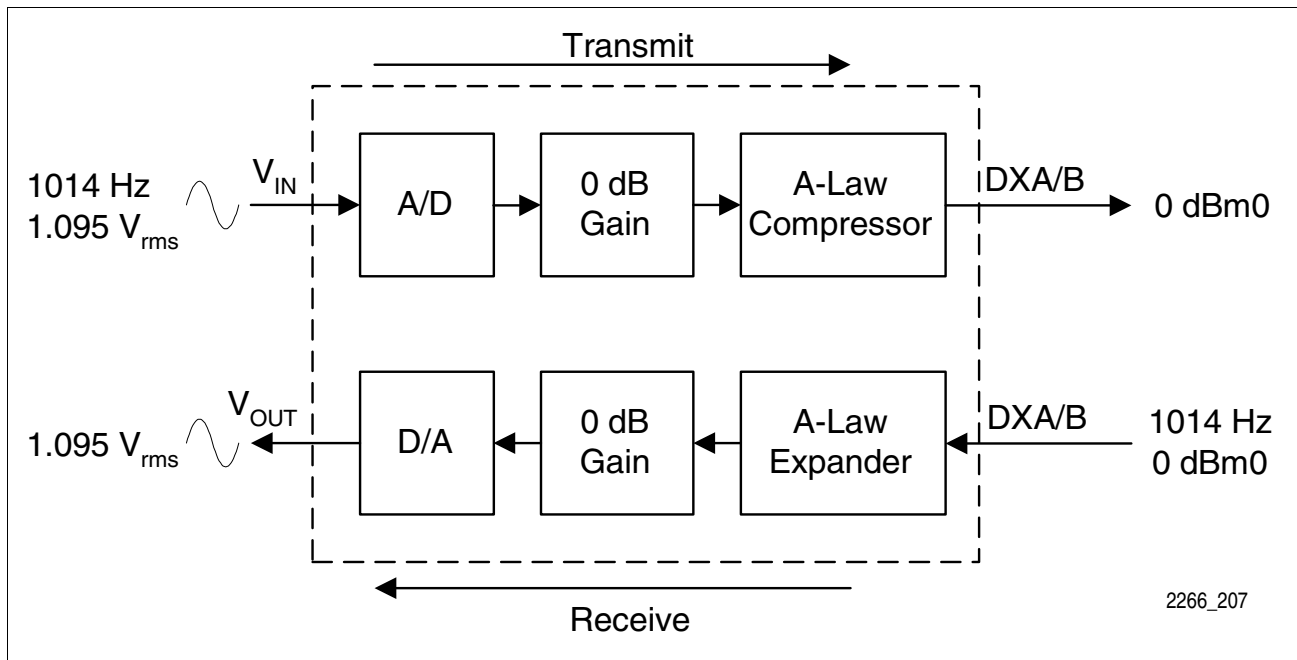 Transmit
1014 Hz
1.095 Vrms
VIN
A/D
0 dB
Gain
A-Law
Compressor
DXA/B
0 dBm0
1.095 Vrms
VOUT
D/A
0 dB
Gain
A-Law
Expander
DXA/B
1014 Hz
0 dBm0
Receive
2266_207